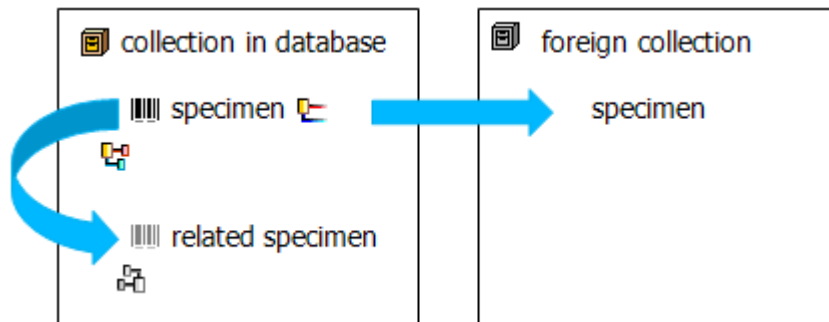 collection in database
foreign collection
specimen
specimen
related specimen